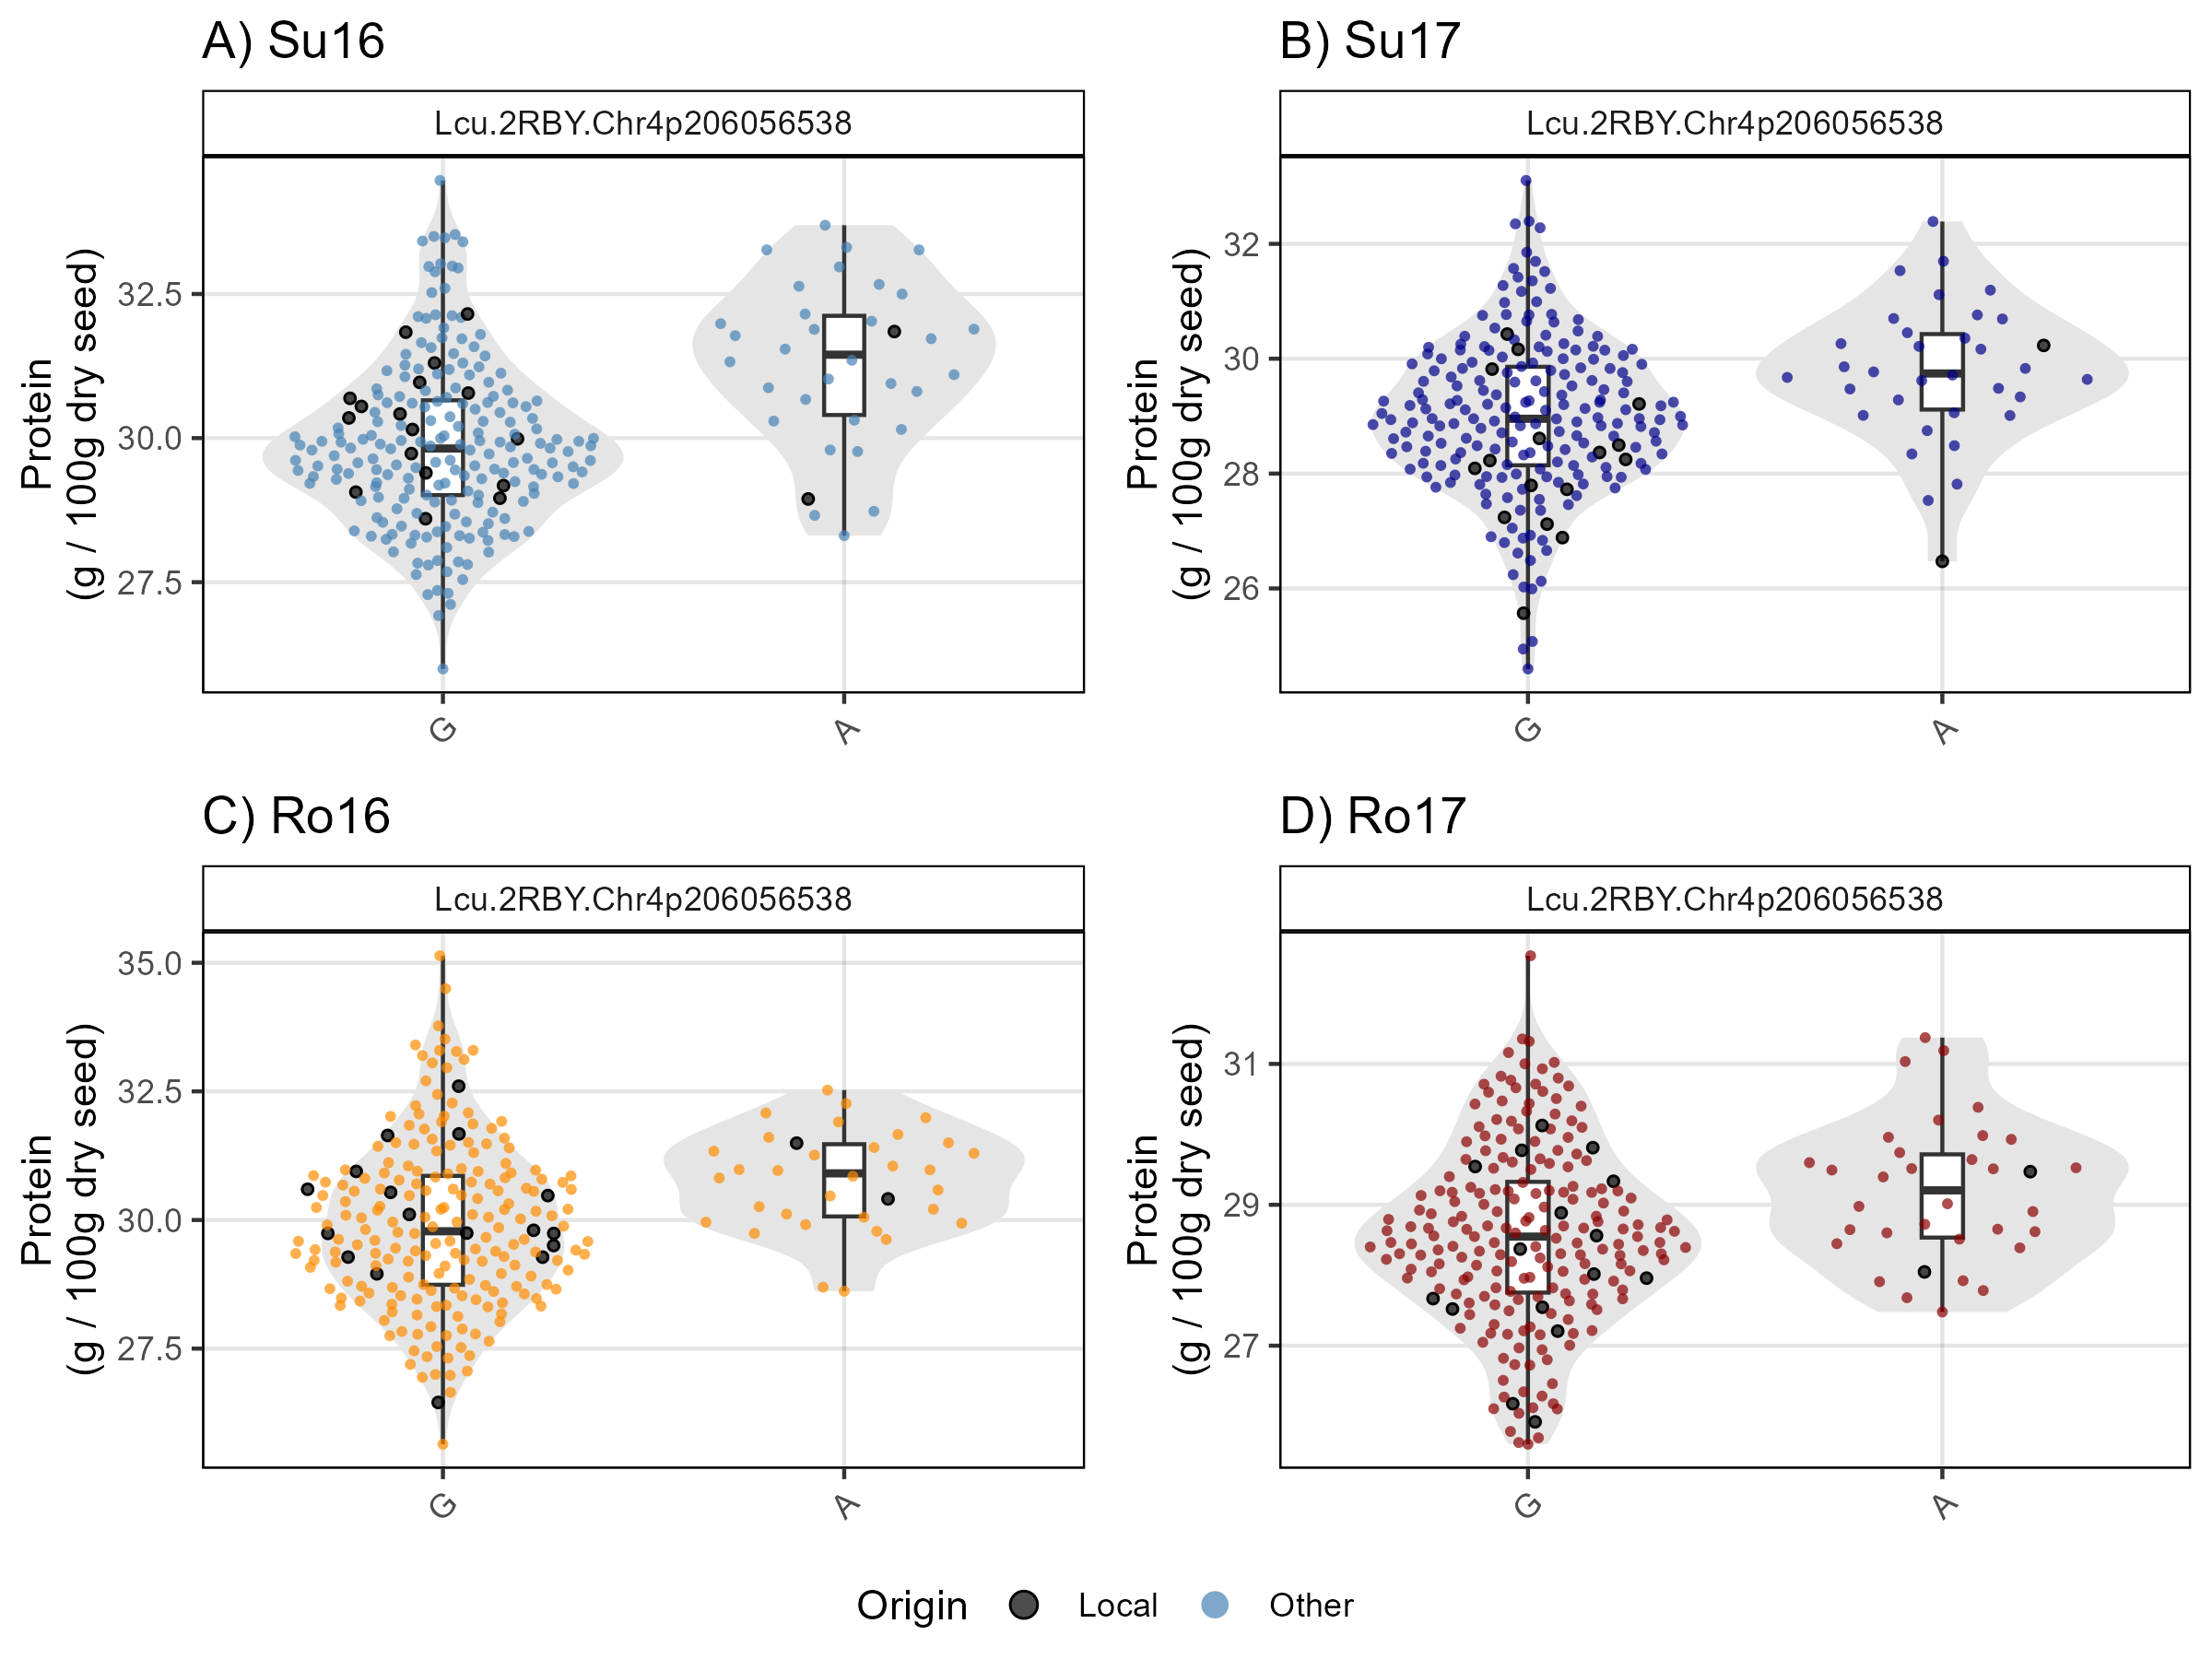 A) Su16
Lcu.2RBY.Chr4p206056538
Protein
(g / 100g dry seed)
32.5
30.0
27.5
G
A
B) Su17
Lcu.2RBY.Chr4p206056538
Protein
(g / 100g dry seed)
32
30
28
26
G
A
C) Ro16
Lcu.2RBY.Chr4p206056538
Protein
(g / 100g dry seed)
35.0
32.5
30.0
27.5
G
A
D) Ro17
Lcu.2RBY.Chr4p206056538
Protein
(g / 100g dry seed)
31
29
27
G
A
Origin Local Other